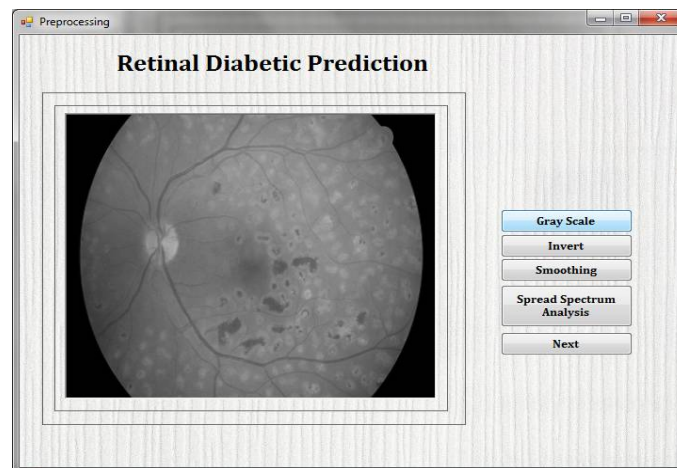 Preprocessing
Retinal Diabetic Prediction
Gray Scale
Invert
Smoothing
Spread Spectrum
Analysis
Next